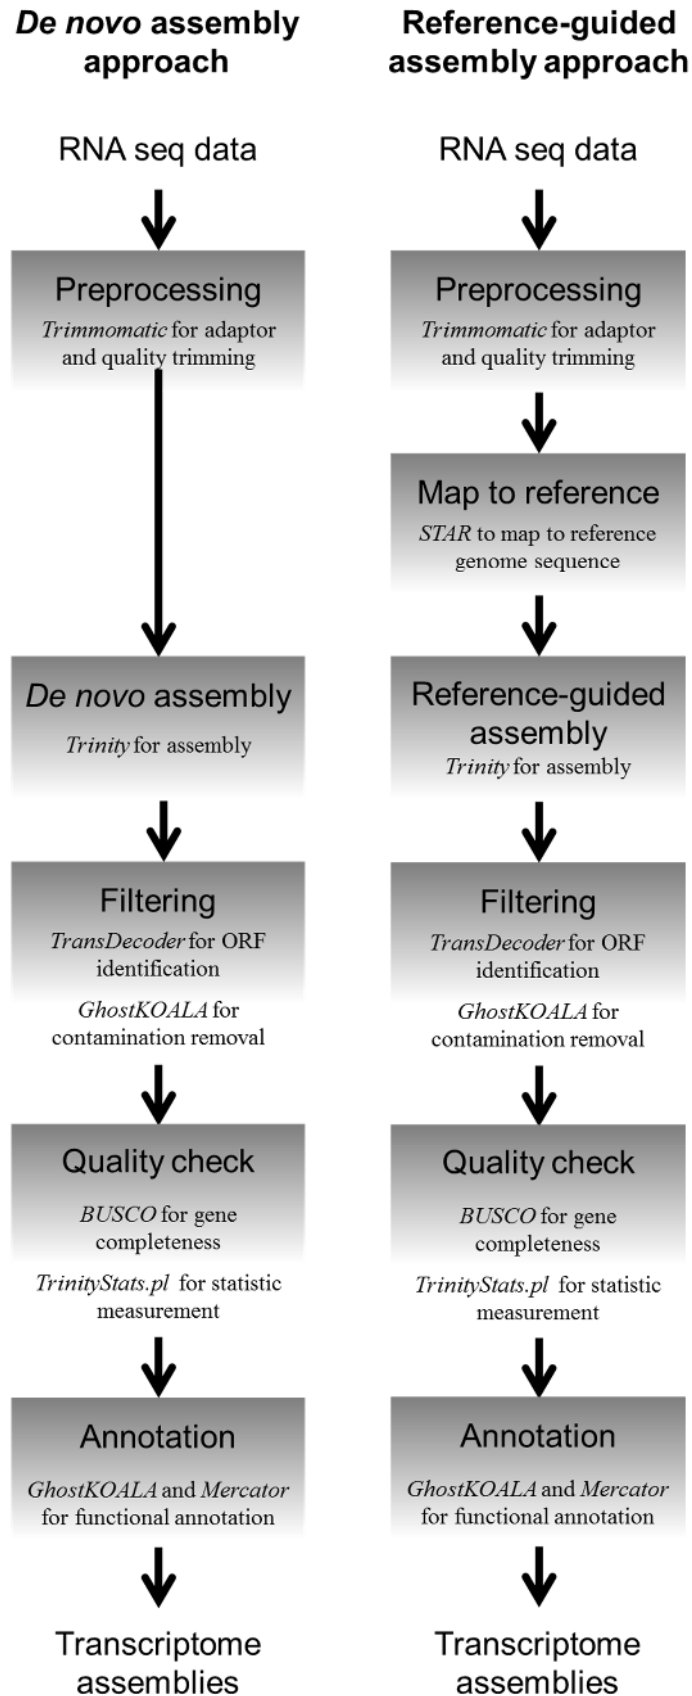 De novo assembly
approach
RNA seq data
Preprocessing
Trimmomatic for adaptor
and quality trimming
De novo assembly
Trinity for assembly
Filtering
TransDecoder for ORF
identification
GhostKOALA for
contamination removal
Quality check
BUSCO for gene
completeness
TrinityStats.pl for statistic
measurement
Annotation
GhostKOALA and Mercator
for functional annotation
Transcriptome
assemblies
Reference-guided
assembly approach
RNA seq data
Preprocessing
Trimmomatic for adaptor
and quality trimming
Map to reference
STAR to map to reference
genome sequence
Reference-guided
assembly
Trinity for assembly
Filtering
TransDecoder for ORF
identification
GhostKOALA for
contamination removal
Quality check
BUSCO for gene
completeness
TrinityStats.pl for statistic
measurement
Annotation
GhostKOALA and Mercator
for functional annotation
Transcriptome
assemblies